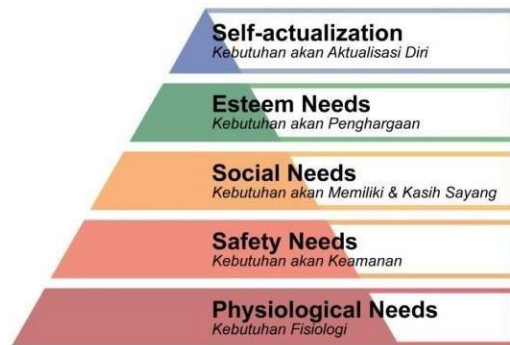 Self-actualization
Kebutuhan akan Aktualisasi Diri
Esteem Needs
Kebutuhan akan Penghargaan
Social Needs
Kebutuhan akan Memiliki & Kasih Sayang
Safety Needs
Kebutuhan akan Keamanan
Physiological Needs
Kebutuhan Fisiologi